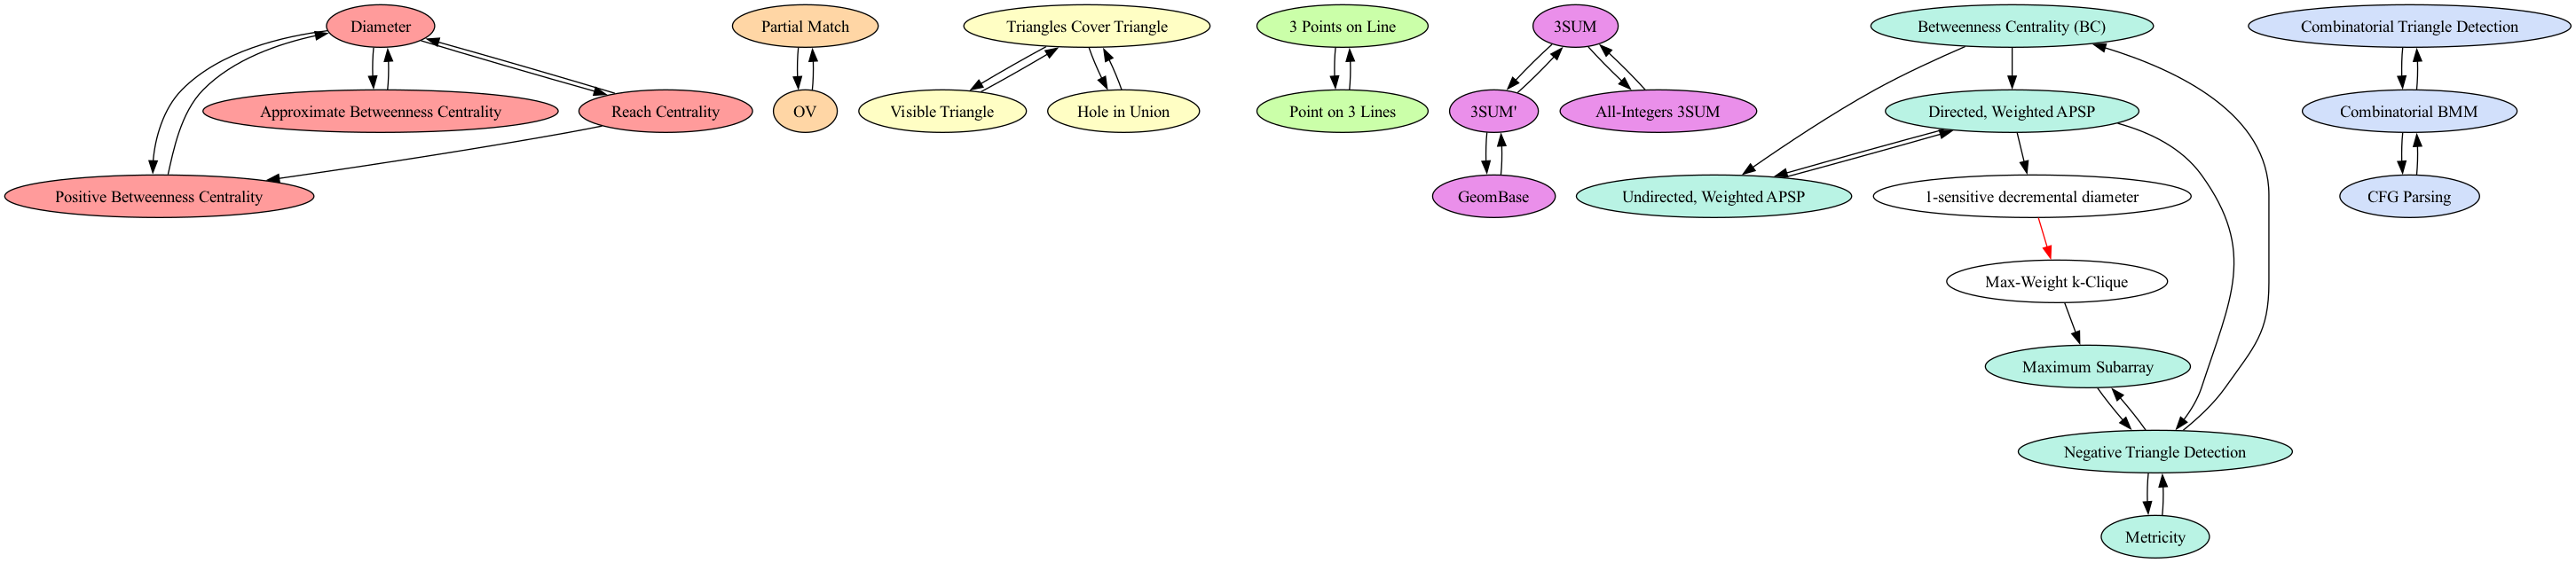 Diameter
Partial Match
Triangles Cover Triangle
3 Points on Line
3SUM
Betweenness Centrality (BC)
Combinatorial Triangle Detection
Approximate Betweenness Centrality
Reach Centrality
OV
Visible Triangle
Hole in Union
Point on 3 Lines
3SUM'
All-Integers 3SUM
Directed, Weighted APSP
Combinatorial BMM
Positive Betweenness Centrality
GeomBase
Undirected, Weighted APSP
1-sensitive decremental diameter
CFG Parsing
Max-Weight k-Clique
Maximum Subarray
Negative Triangle Detection
Metricity